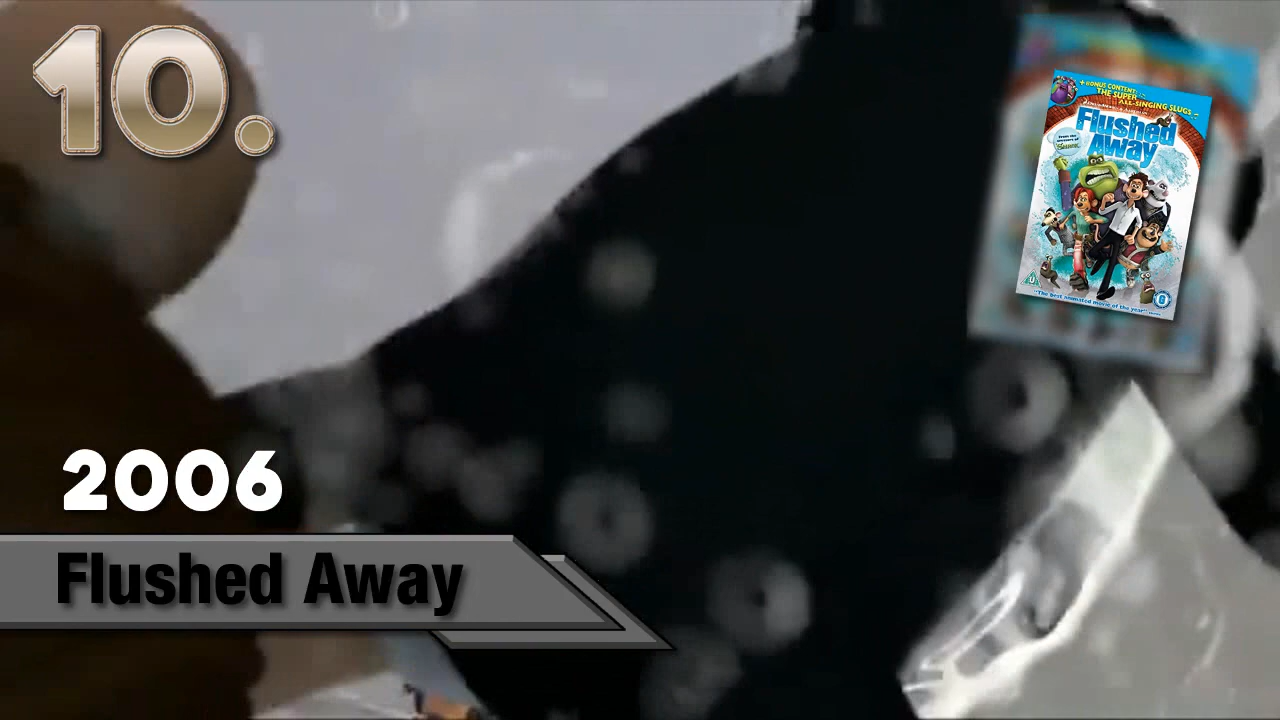 10.
+ BONUS CONTENT:
THE SUPER
ALL-SINGING SLUGS
Flushed
Away
U
"The best animated movie of the year"
2006
Flushed Away